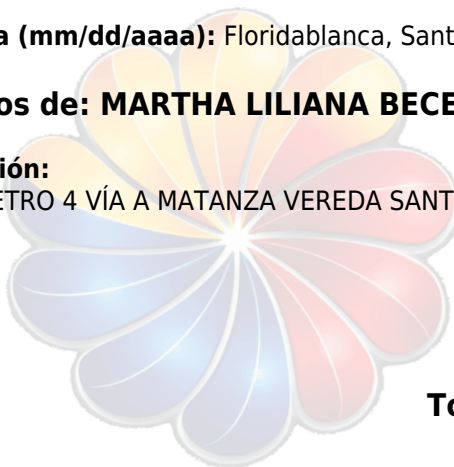 a (mm/dd/aaaa): Floridablanca, Sant
os de: MARTHA LILIANA BECE
ión:
ETRO 4 VÍA A MATANZA VEREDA SANT
To